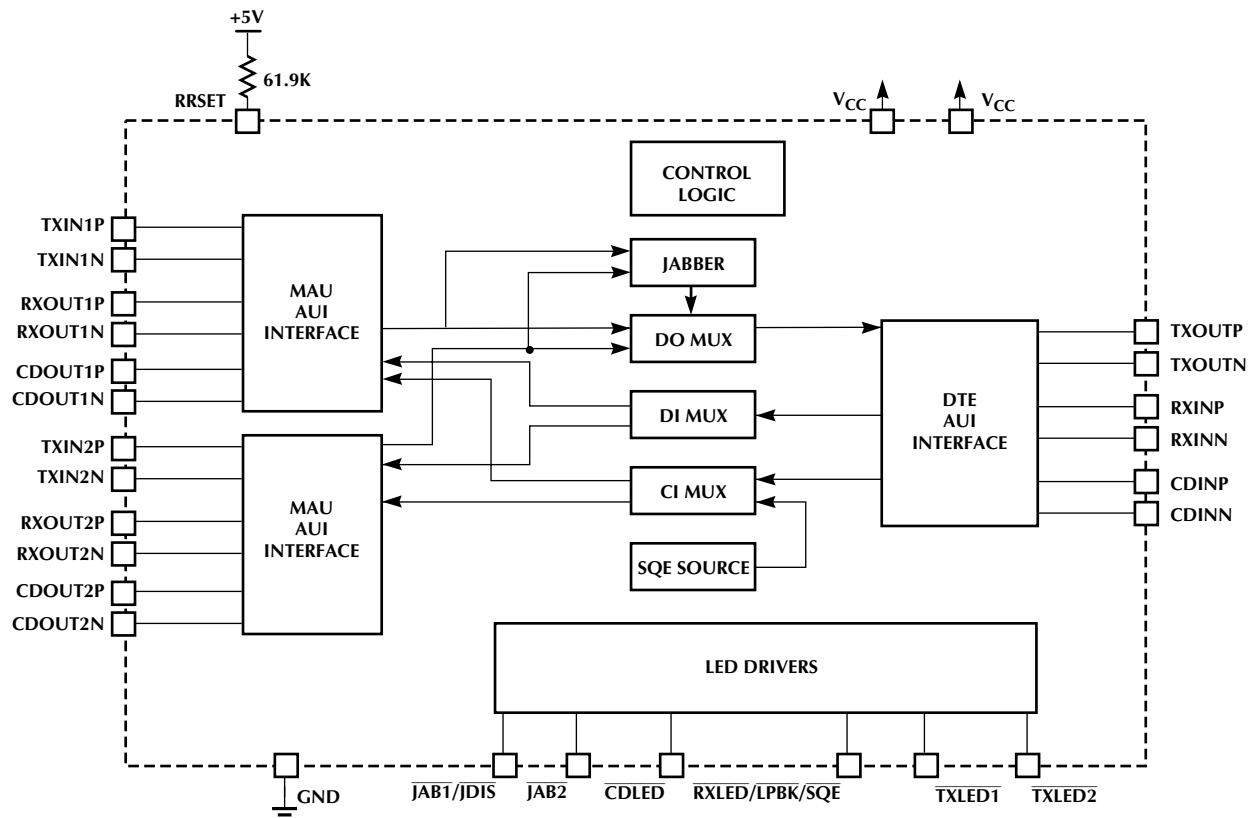 +5V
61.9K
RRSET
VCC
VCC
CONTROL
LOGIC
TXIN1P
TXIN1N
RXOUT1P
RXOUT1N
CDOUT1P
CDOUT1N
MAU
AUI
INTERFACE
JABBER
DO MUX
DI MUX
CI MUX
SQE SOURCE
DTE
AUI
INTERFACE
TXOUTP
TXOUTN
RXINP
RXINN
CDINP
CDINN
TXIN2P
TXIN2N
RXOUT2P
RXOUT2N
CDOUT2P
CDOUT2N
MAU
AUI
INTERFACE
LED DRIVERS
GND
JAB1/JDIS
JAB2
CDLED
RXLED/LPBK/SQE
TXLED1
TXLED2